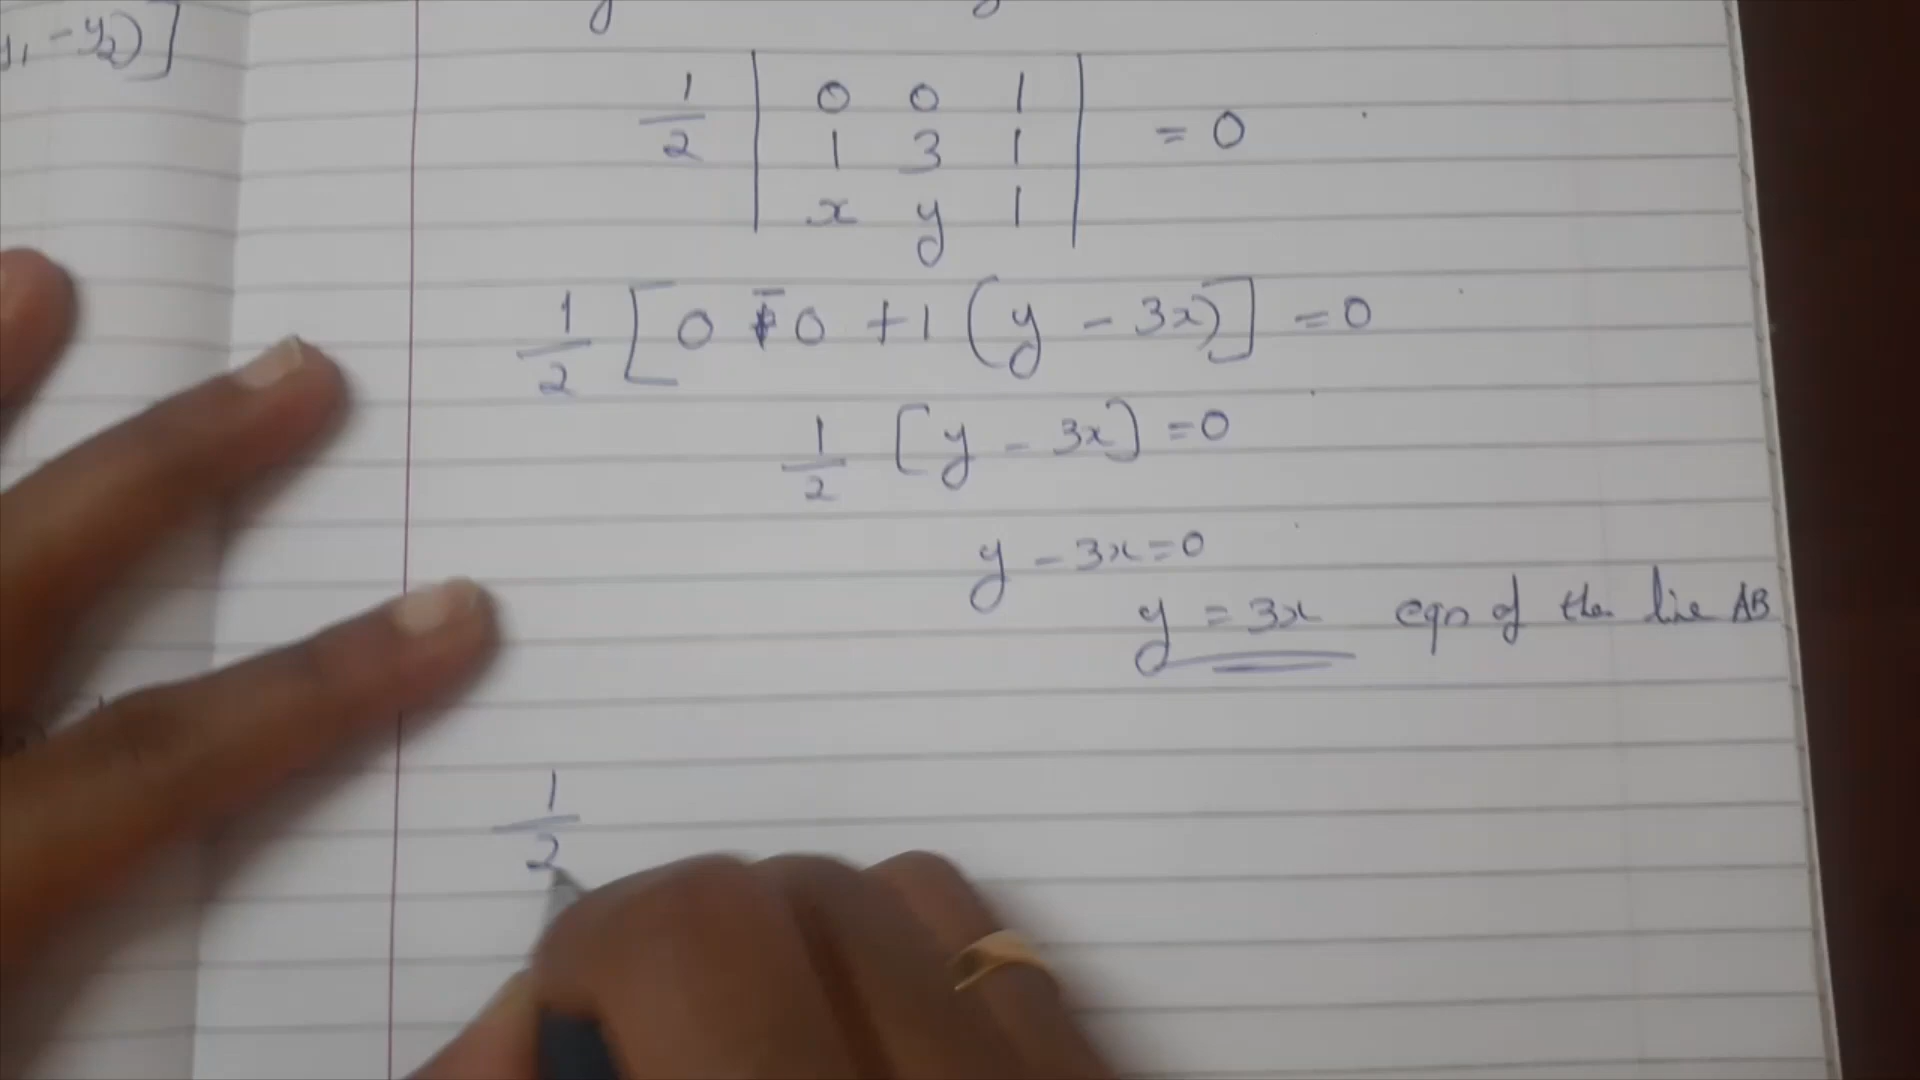 y₁ - y₂)]
1/2 | 0 0 1 | = 0
| 1 3 1 |
| x y 1 |
1/2 [0 - 0 + 1 (y - 3x)] = 0
1/2 [y - 3x] = 0
y - 3x = 0
y = 3x eqn of the line AB
1/2